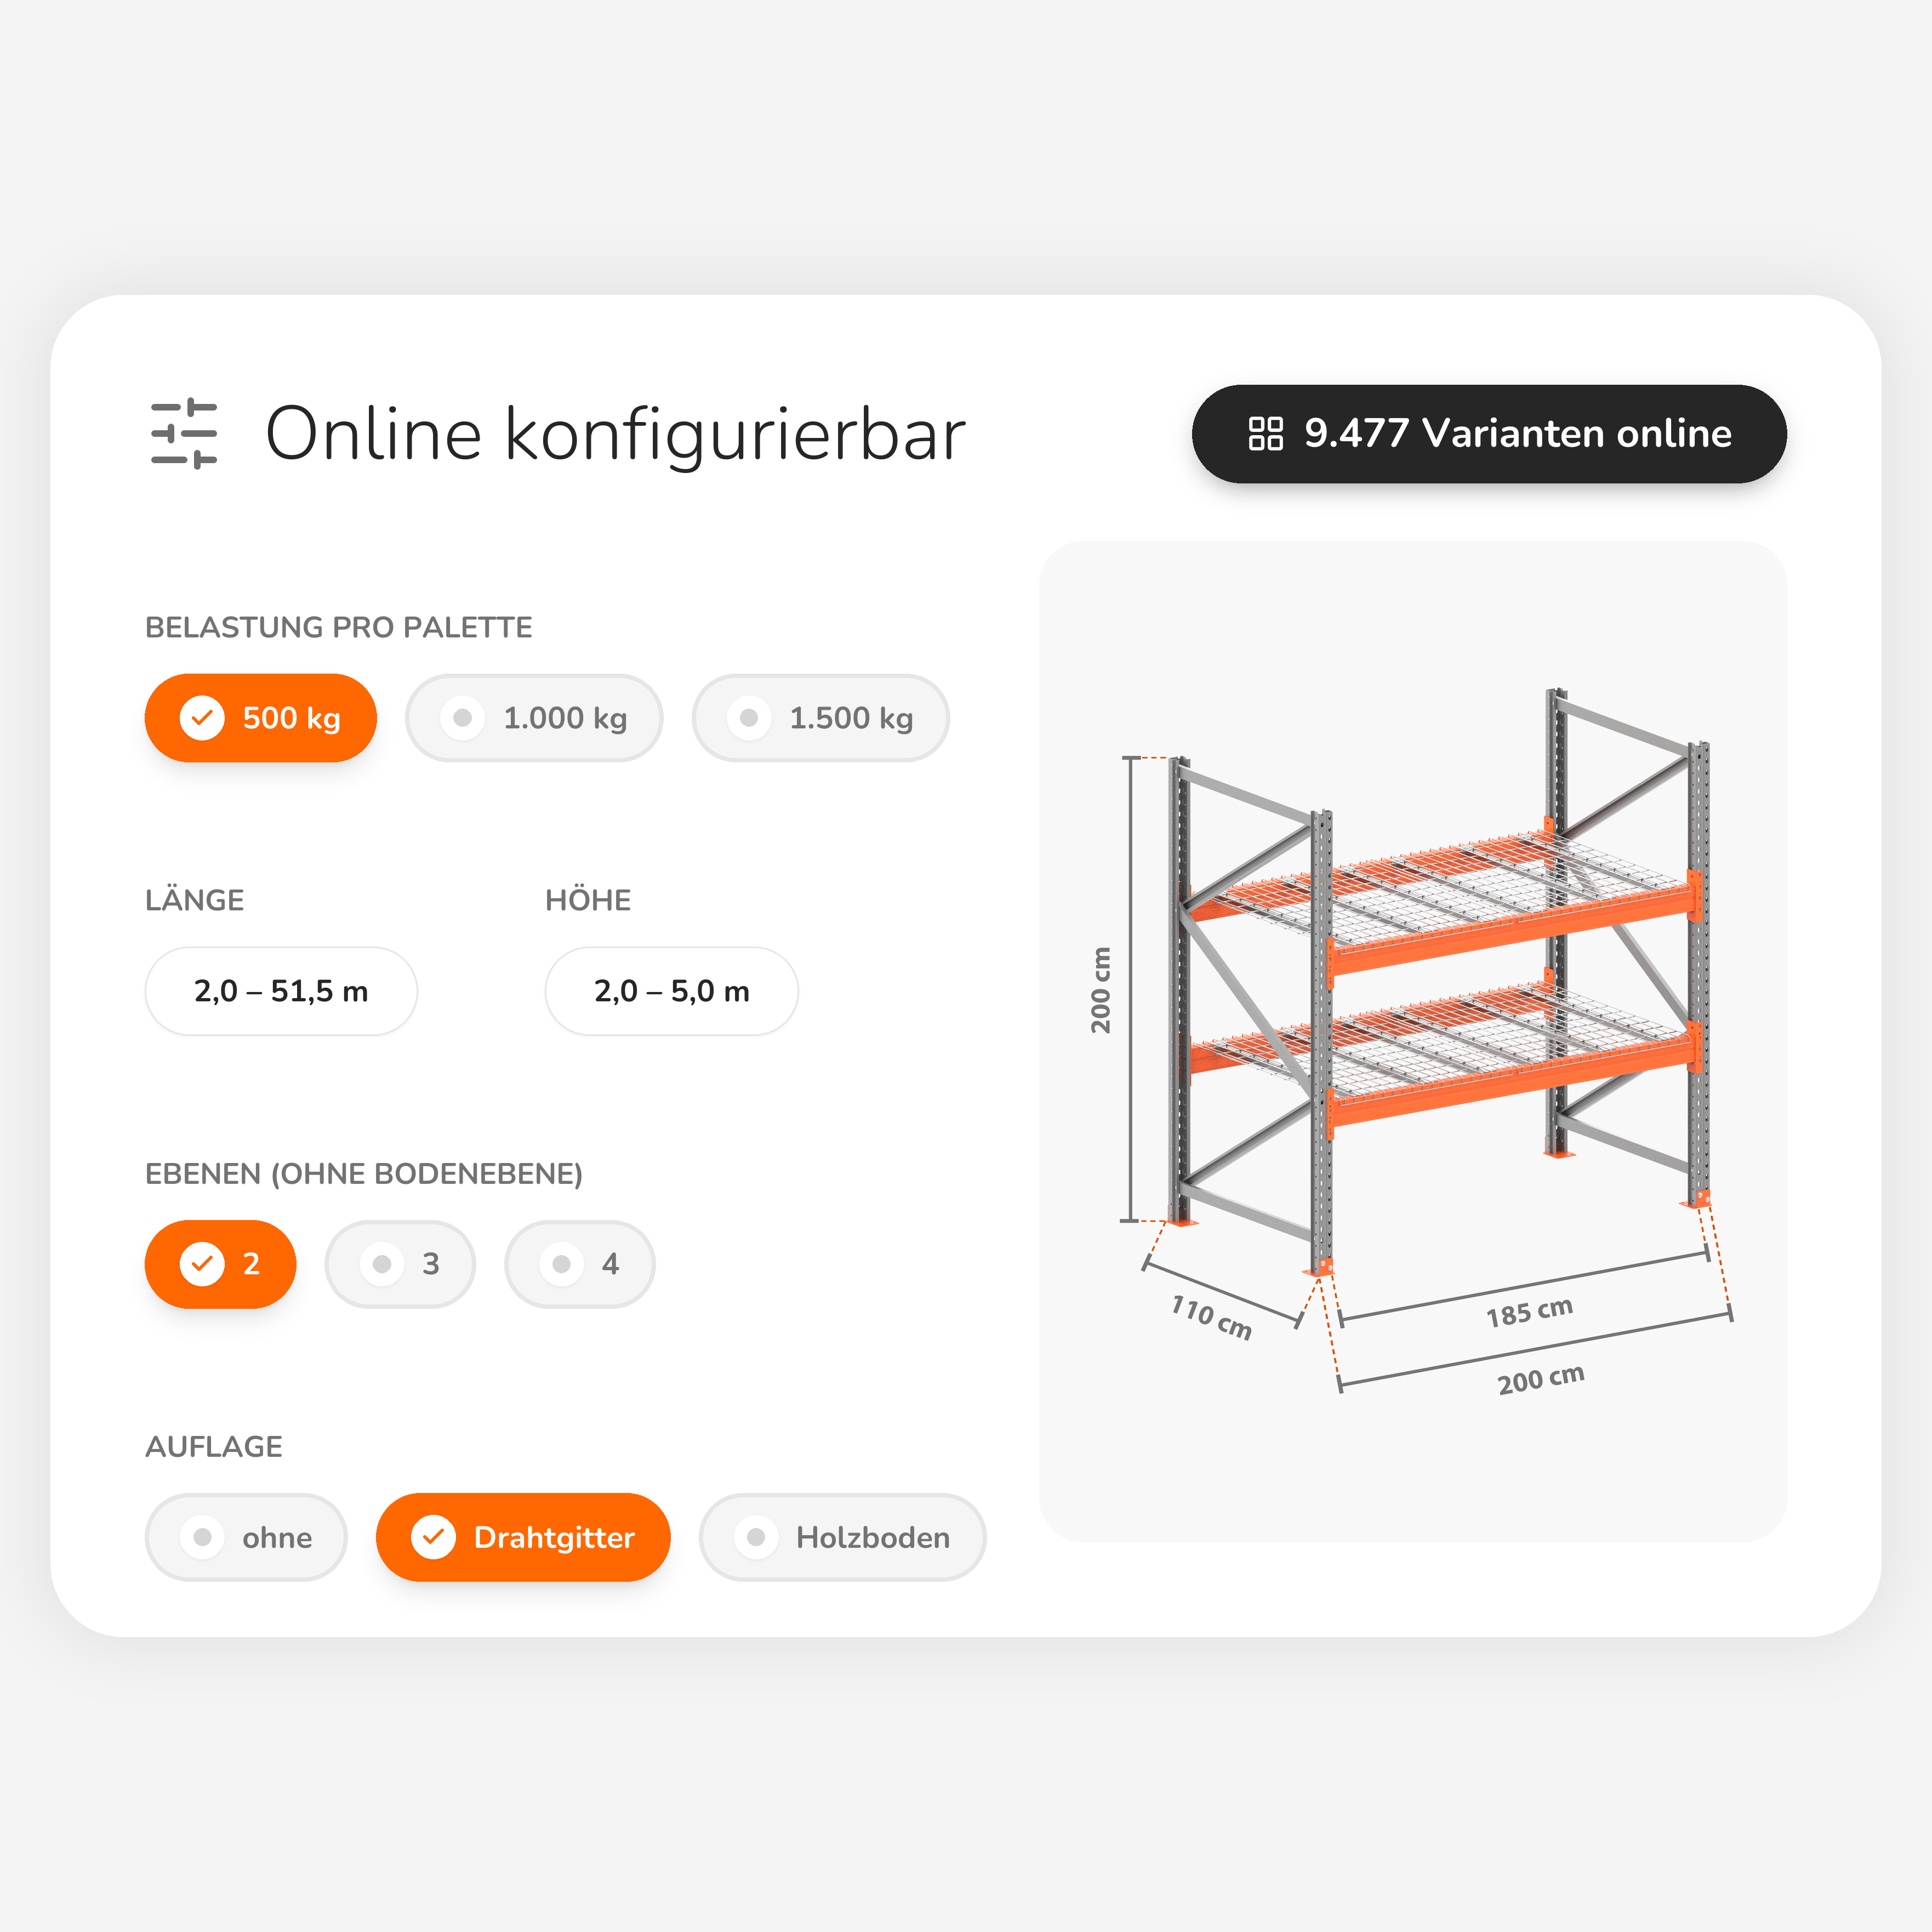 Online konfigurierbar
9.477 Varianten online
BELASTUNG PRO PALETTE
500 kg
1.000 kg
1.500 kg
LÄNGE
HÖHE
2,0 – 51,5 m
2,0 – 5,0 m
EBENEN (OHNE BODENEBENE)
2
3
4
AUFLAGE
ohne
Drahtgitter
Holzboden
200 cm
110 cm
185 cm
200 cm